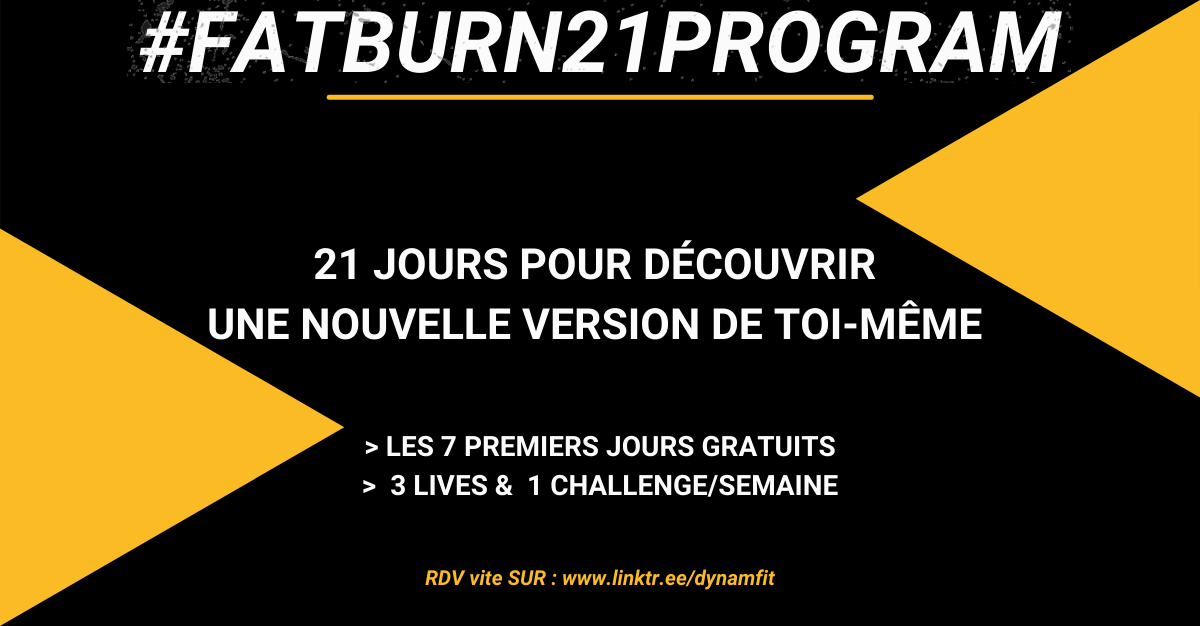 #FATBURN21PROGRAM
21 JOURS POUR DÉCOUVRIR
UNE NOUVELLE VERSION DE TOI-MÊME
> LES 7 PREMIERS JOURS GRATUITS
> 3 LIVES & 1 CHALLENGE/SEMAINE
RDV vite SUR : www.linktr.ee/dynamfit